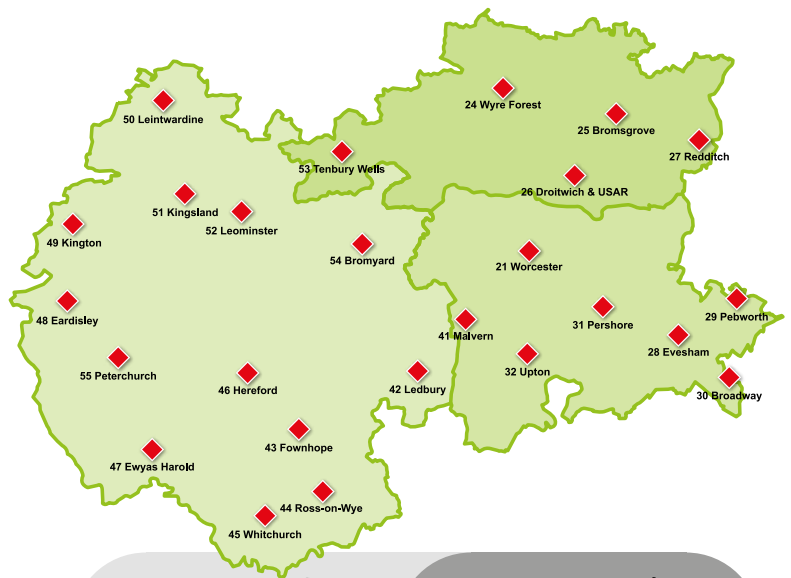 24 Wyre Forest
50 Leintwardine
25 Bromsgrove
27 Redditch
53 Tenbury Wells
26 Droitwich & USAR
51 Kingsland
52 Leominster
49 Kington
54 Bromyard
21 Worcester
48 Eardisley
29 Pebworth
31 Pershore
41 Malvern
28 Evesham
32 Upton
55 Peterchurch
46 Hereford
42 Ledbury
30 Broadway
43 Fownhope
47 Ewyas Harold
44 Ross-on-Wye
45 Whitchurch